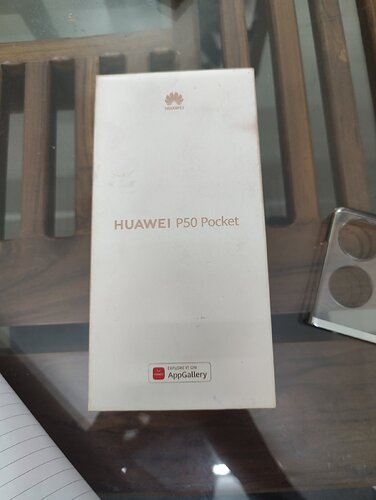 HUAWEI
HUAWEI P50 Pocket
EXPLORE IT ON
AppGallery